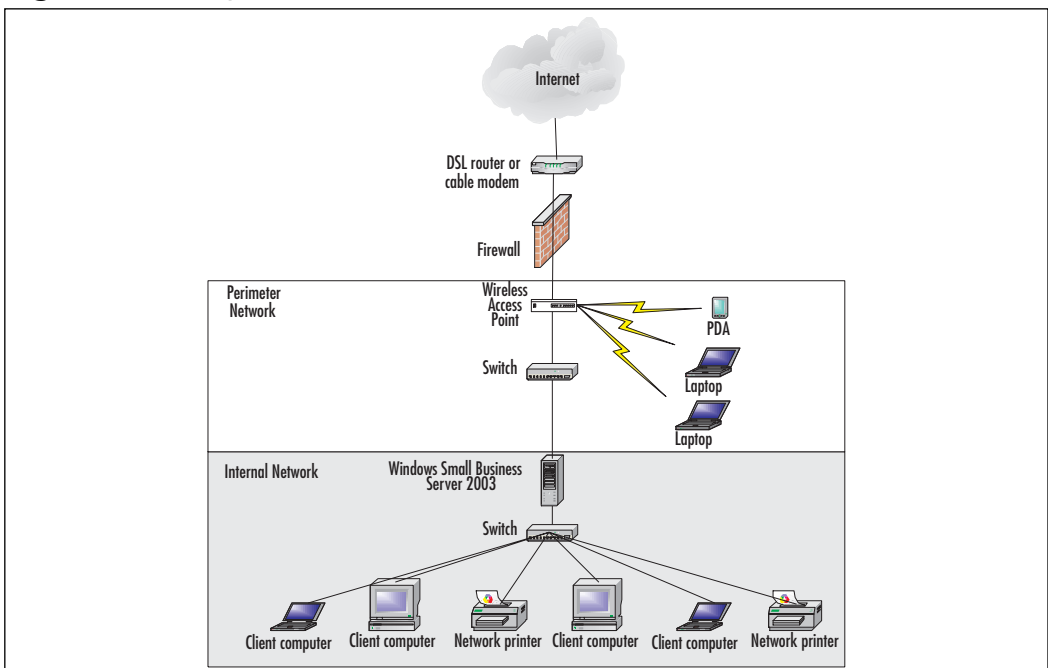 Internet
DSL router or
cable modem
Firewall
Perimeter
Network
Wireless
Access
Point
PDA
Switch
Laptop
Laptop
Internal Network
Windows Small Business
Server 2003
Switch
Client computer
Client computer
Network printer
Client computer
Client computer
Network printer